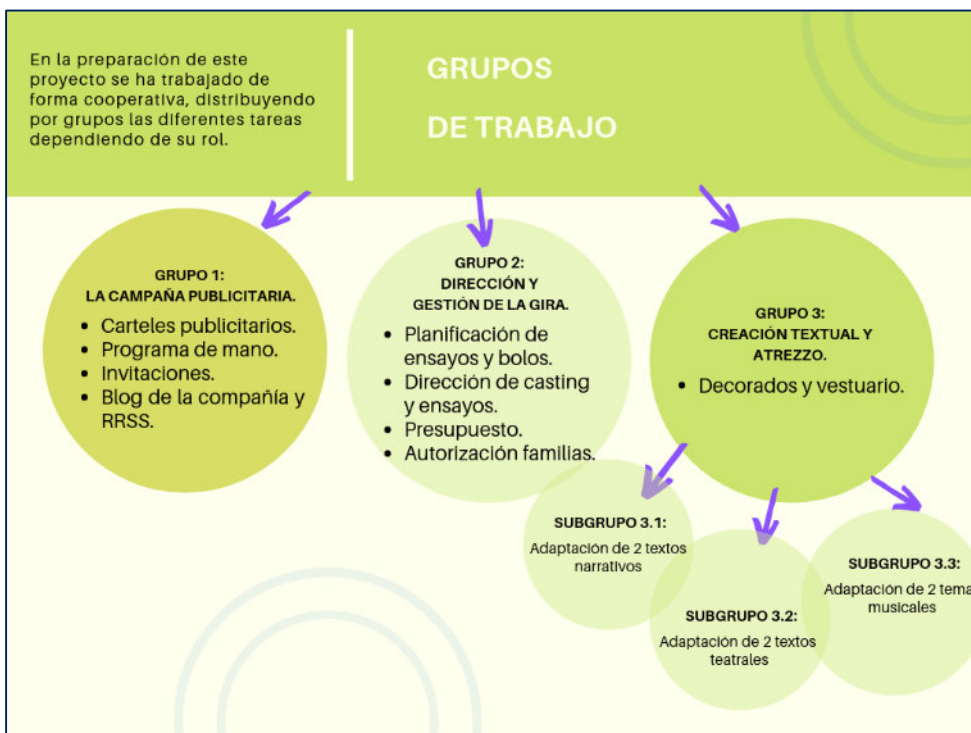 En la preparación de este
proyecto se ha trabajado de
forma cooperativa, distribuyendo
por grupos las diferentes tareas
dependiendo de su rol.
GRUPOS
DE TRABAJO
GRUPO 1:
LA CAMPAÑA PUBLICITARIA.
• Carteles publicitarios.
• Programa de mano.
• Invitaciones.
• Blog de la compañía y
RRSS.
GRUPO 2:
DIRECCIÓN Y
GESTIÓN DE LA GIRA.
• Planificación de
ensayos y bolos.
• Dirección de casting
y ensayos.
• Presupuesto.
• Autorización familias.
GRUPO 3:
CREACIÓN TEXTUAL Y
ATREZZO.
• Decorados y vestuario.
SUBGRUPO 3.1:
Adaptación de 2 textos
narrativos
SUBGRUPO 3.2:
Adaptación de 2 textos
teatrales
SUBGRUPO 3.3:
Adaptación de 2 tema
musicales